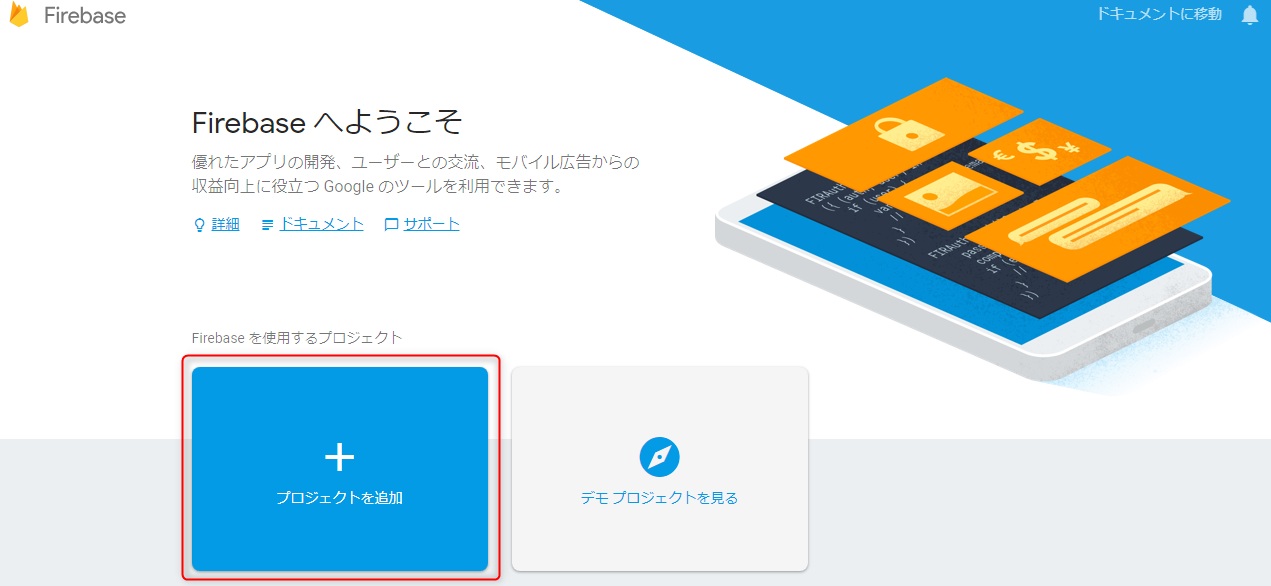 Firebase
ドキュメントに移動
Firebase へようこそ
優れたアプリの開発、ユーザーとの交流、モバイル広告からの
収益向上に役立つ Google のツールを利用できます。
詳細 ドキュメント サポート
Firebase を使用するプロジェクト
プロジェクトを追加
デモ プロジェクトを見る